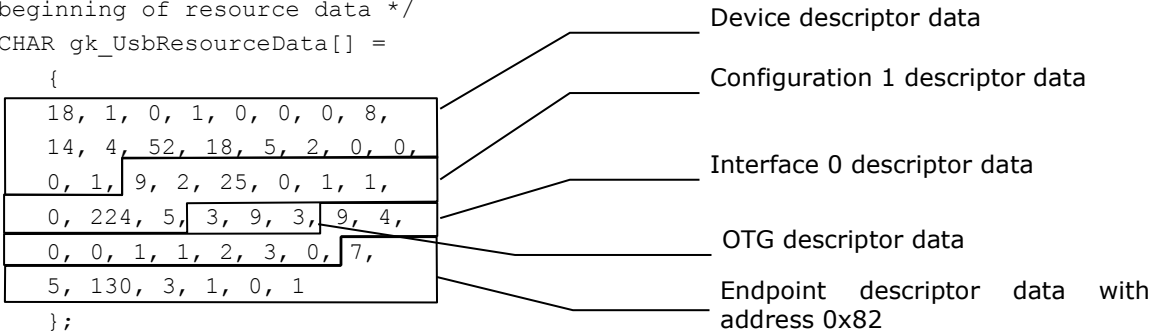 beginning of resource data */
CHAR gk_UsbResourceData[] =
{
18, 1, 0, 1, 0, 0, 0, 8,
14, 4, 52, 18, 5, 2, 0, 0,
0, 1, 9, 2, 25, 0, 1, 1,
0, 224, 5, 3, 9, 3, 9, 4,
0, 0, 1, 1, 2, 3, 0, 7,
5, 130, 3, 1, 0, 1
};
Device descriptor data
Configuration 1 descriptor data
Interface 0 descriptor data
OTG descriptor data
Endpoint descriptor data with
address 0x82